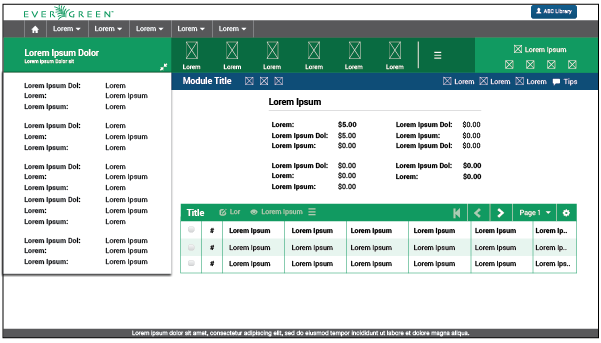 EVERGREEN
ABC Library
Lorem Lorem Lorem Lorem Lorem
Lorem Ipsum Dolor
Lorem Ipsum Dolor sit
Lorem Lorem Lorem Lorem Lorem Lorem
Lorem Ipsum
Module Title
Lorem Lorem Lorem Tips
Lorem Ipsum Dol: Lorem
Lorem: Lorem Ipsum
Lorem Ipsum: Lorem
Lorem Ipsum Dol: Lorem
Lorem: Lorem Ipsum
Lorem Ipsum: Lorem
Lorem Ipsum Dol: Lorem
Lorem: Lorem Ipsum
Lorem Ipsum: Lorem Ipsum
Lorem Ipsum Dol: Lorem
Lorem: Lorem Ipsum
Lorem Ipsum: Lorem
Lorem Ipsum Dol: Lorem Ipsum
Lorem: Lorem Ipsum
Lorem Ipsum: Lorem Ipsum
Lorem Ipsum
Lorem: $5.00 Lorem Ipsum Dol: $0.00
Lorem Ipsum Dol: $5.00 Lorem Ipsum Dol: $0.00
Lorem Ipsum: $0.00 Lorem Ipsum: $0.00
Lorem Ipsum Dol: $0.00 Lorem Ipsum Dol: $0.00
Lorem: $0.00 Lorem: $0.00
Lorem Ipsum: $0.00
Title Lor Lorem Ipsum Page 1
# Lorem Ipsum Lorem Ipsum Lorem Ipsum Lorem Ipsum Lorem Ipsum Lorem Ip..
# Lorem Ipsum Lorem Ipsum Lorem Ipsum Lorem Ipsum Lorem Ipsum Lorem Ip..
# Lorem Ipsum Lorem Ipsum Lorem Ipsum Lorem Ipsum Lorem Ipsum Lorem Ips..
Lorem ipsum dolor sit amet, consectetur adipiscing elit, sed do eiusmod tempor incididunt ut labore et dolore magna aliqua.